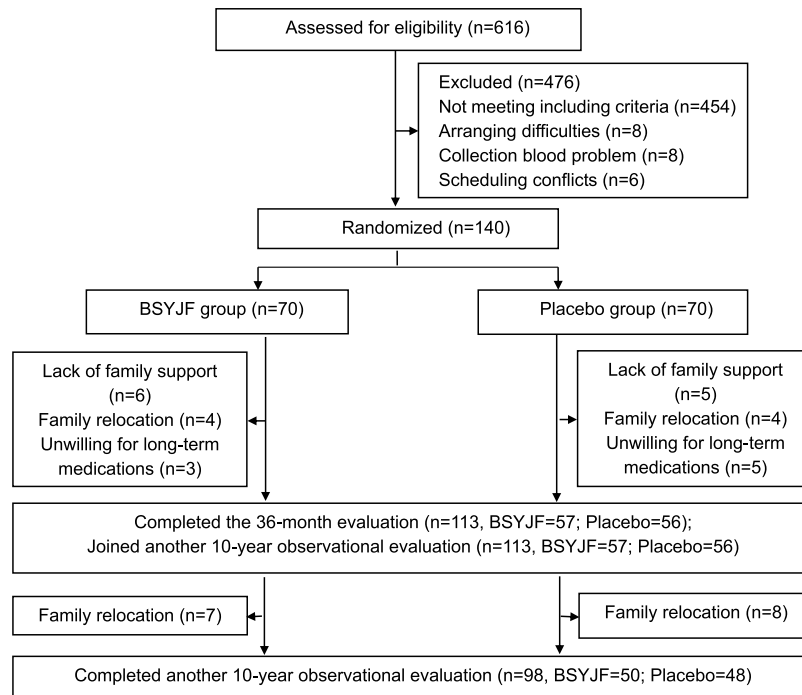 Assessed for eligibility (n=616)
Excluded (n=476)
Not meeting including criteria (n=454)
Arranging difficulties (n=8)
Collection blood problem (n=8)
Scheduling conflicts (n=6)
Randomized (n=140)
BSYJF group (n=70)
Placebo group (n=70)
Lack of family support
(n=6)
Family relocation (n=4)
Unwilling for long-term
medications (n=3)
Lack of family support
(n=5)
Family relocation (n=4)
Unwilling for long-term
medications (n=5)
Completed the 36-month evaluation (n=113, BSYJF=57; Placebo=56);
Joined another 10-year observational evaluation (n=113, BSYJF=57; Placebo=56)
Family relocation (n=7)
Family relocation (n=8)
Completed another 10-year observational evaluation (n=98, BSYJF=50; Placebo=48)